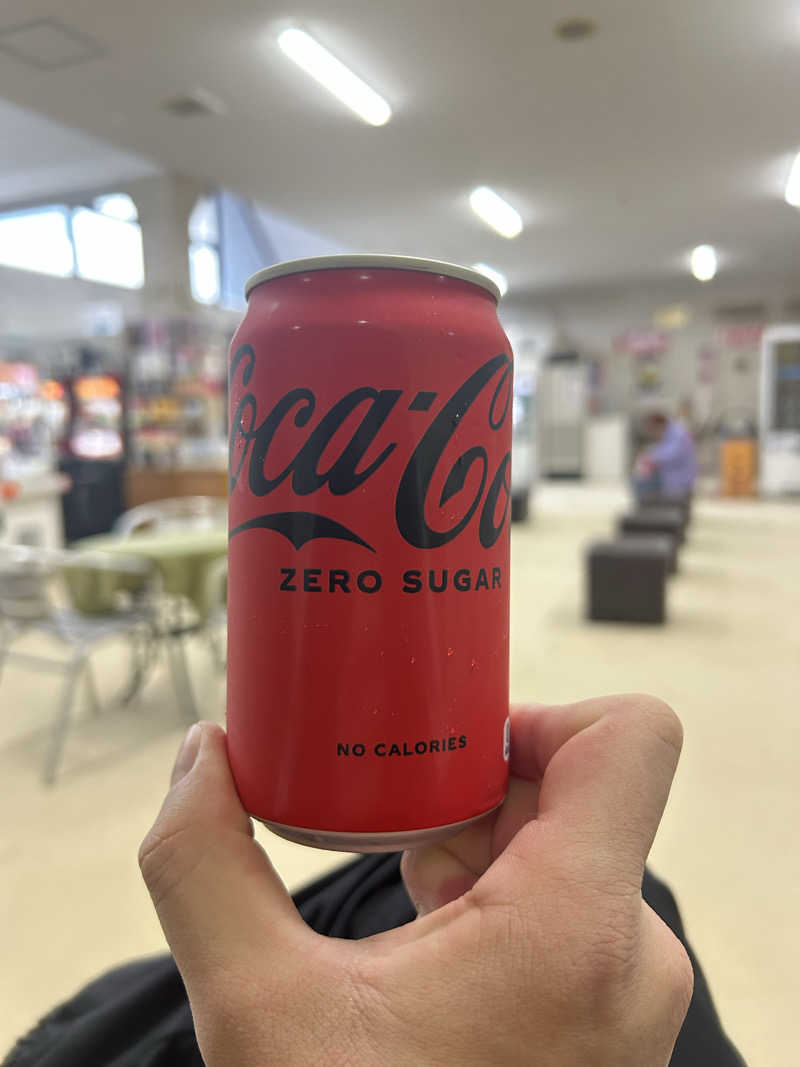 Coca-Co
ZERO SUGAR
NO CALORIES